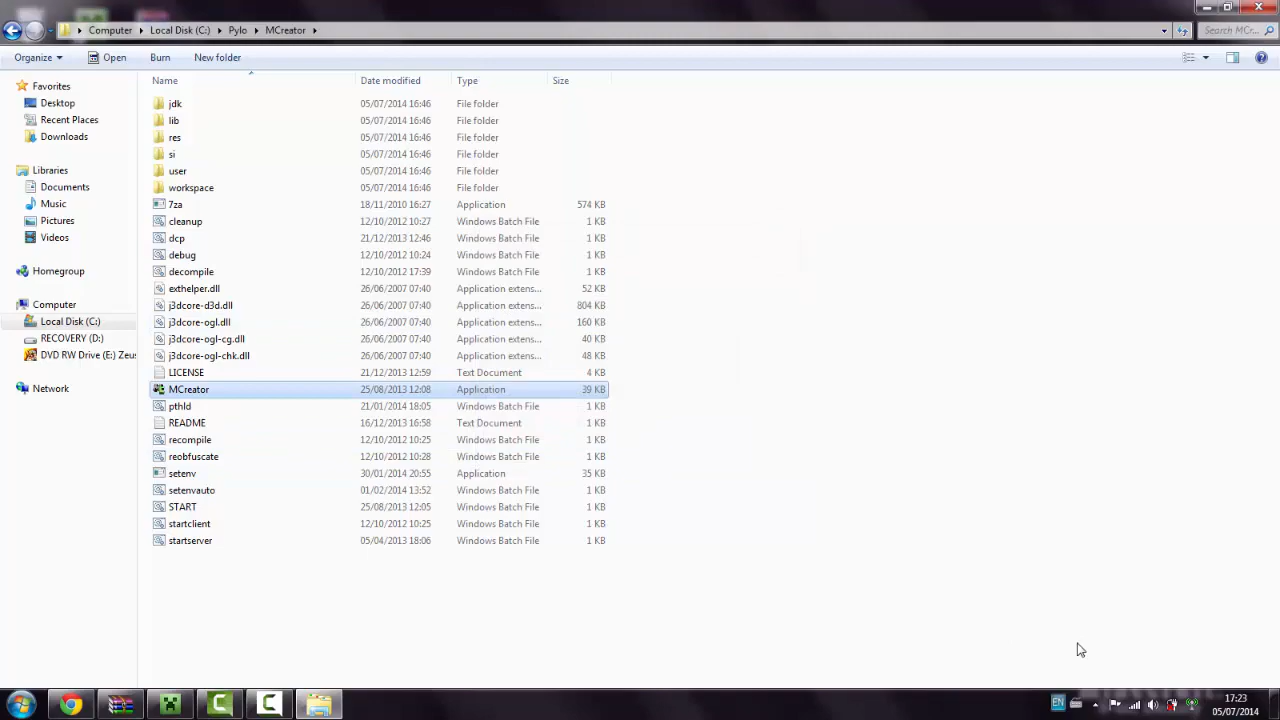 Computer Local Disk (C:) Pylo MCreator Search MCr...
Organize Open Burn New folder
Name Date modified Type Size
Favorites
Desktop
Recent Places
Downloads
Libraries
Documents
Music
Pictures
Videos
Homegroup
Computer
Local Disk (C:)
RECOVERY (D:)
DVD RW Drive (E:) Zeus
Network
jdk 05/07/2014 16:46 File folder
lib 05/07/2014 16:46 File folder
res 05/07/2014 16:46 File folder
si 05/07/2014 16:46 File folder
user 05/07/2014 16:46 File folder
workspace 05/07/2014 16:46 File folder
7za 18/11/2010 16:27 Application 574 KB
cleanup 12/10/2012 10:27 Windows Batch File 1 KB
dcp 21/12/2013 12:46 Windows Batch File 1 KB
debug 12/10/2012 10:24 Windows Batch File 1 KB
decompile 12/10/2012 17:39 Windows Batch File 1 KB
exthelper.dll 26/06/2007 07:40 Application extens... 52 KB
j3dcore-d3d.dll 26/06/2007 07:40 Application extens... 804 KB
j3dcore-ogl.dll 26/06/2007 07:40 Application extens... 160 KB
j3dcore-ogl-cg.dll 26/06/2007 07:40 Application extens... 40 KB
j3dcore-ogl-chk.dll 26/06/2007 07:40 Application extens... 48 KB
LICENSE 21/12/2013 12:59 Text Document 4 KB
MCreator 25/08/2013 12:08 Application 39 KB
pthld 21/01/2014 18:05 Windows Batch File 1 KB
README 16/12/2013 16:58 Text Document 1 KB
recompile 12/10/2012 10:25 Windows Batch File 1 KB
reobfuscate 12/10/2012 10:28 Windows Batch File 1 KB
setenv 30/01/2014 20:55 Application 35 KB
setenvauto 01/02/2014 13:52 Windows Batch File 1 KB
START 25/08/2013 12:05 Windows Batch File 1 KB
startclient 12/10/2012 10:25 Windows Batch File 1 KB
startserver 05/04/2013 18:06 Windows Batch File 1 KB
EN
17:23
05/07/2014